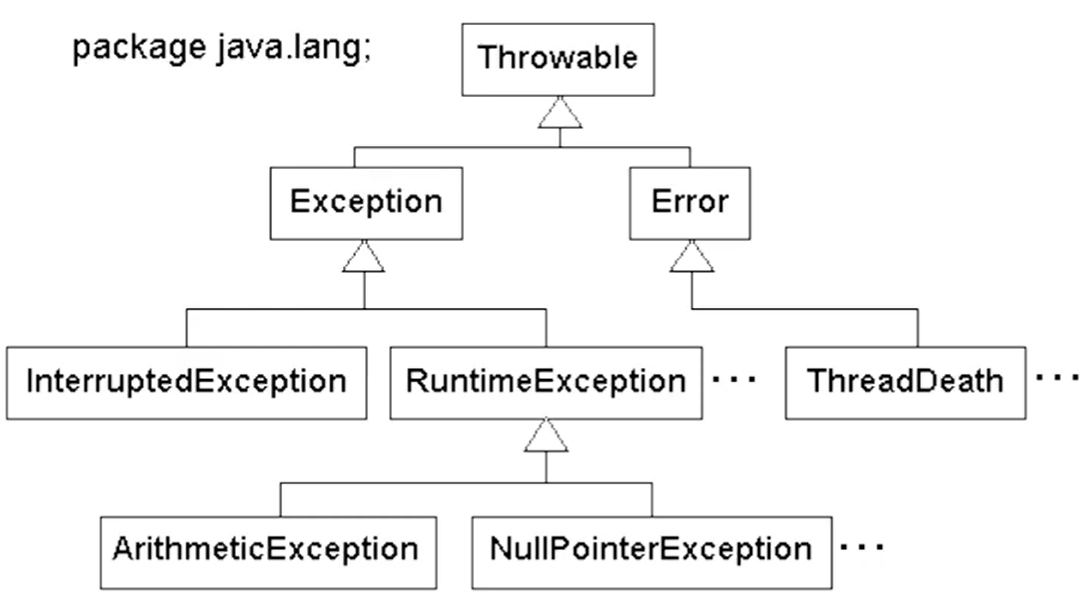 package java.lang;
Throwable
Exception
Error
InterruptedException
RuntimeException ...
ThreadDeath ...
ArithmeticException
NullPointerException ...